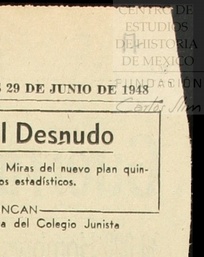 CENTRO DE
ESTUDIOS
DE HISTORIA
DE MÉXICO
FUNDACIÓN
Carlos Slim
29 DE JUNIO DE 1948
l Desnudo
Miras del nuevo plan quin-
os estadísticos.
NCAN
a del Colegio Junista